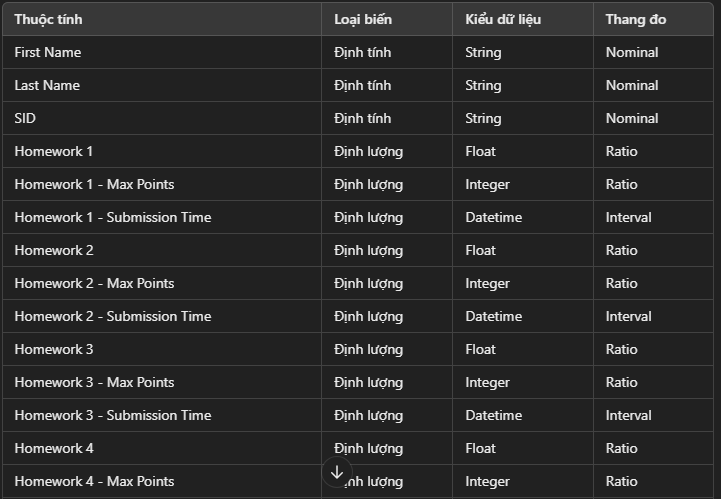 Thuộc tính Loại biến Kiểu dữ liệu Thang đo
First Name Định tính String Nominal
Last Name Định tính String Nominal
SID Định tính String Nominal
Homework 1 Định lượng Float Ratio
Homework 1 - Max Points Định lượng Integer Ratio
Homework 1 - Submission Time Định lượng Datetime Interval
Homework 2 Định lượng Float Ratio
Homework 2 - Max Points Định lượng Integer Ratio
Homework 2 - Submission Time Định lượng Datetime Interval
Homework 3 Định lượng Float Ratio
Homework 3 - Max Points Định lượng Integer Ratio
Homework 3 - Submission Time Định lượng Datetime Interval
Homework 4 Định lượng Float Ratio
Homework 4 - Max Points lượng Integer Ratio